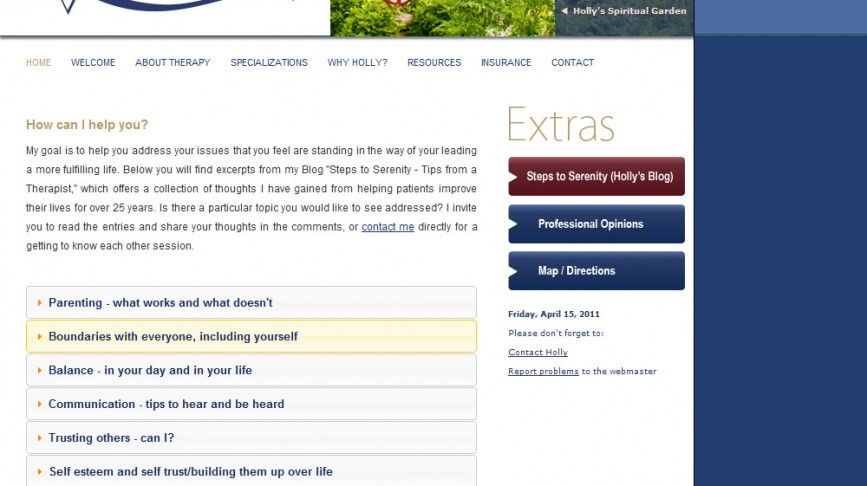 ◄ Holly's Spiritual Garden
HOME WELCOME ABOUT THERAPY SPECIALIZATIONS WHY HOLLY? RESOURCES INSURANCE CONTACT
How can I help you?
My goal is to help you address your issues that you feel are standing in the way of your leading
a more fulfilling life. Below you will find excerpts from my Blog "Steps to Serenity - Tips from a
Therapist," which offers a collection of thoughts I have gained from helping patients improve
their lives for over 25 years. Is there a particular topic you would like to see addressed? I invite
you to read the entries and share your thoughts in the comments, or contact me directly for a
getting to know each other session.
Parenting - what works and what doesn't
Boundaries with everyone, including yourself
Balance - in your day and in your life
Communication - tips to hear and be heard
Trusting others - can I?
Self esteem and self trust/building them up over life
Extras
Steps to Serenity (Holly's Blog)
Professional Opinions
Map / Directions
Friday, April 15, 2011
Please don't forget to:
Contact Holly
Report problems to the webmaster